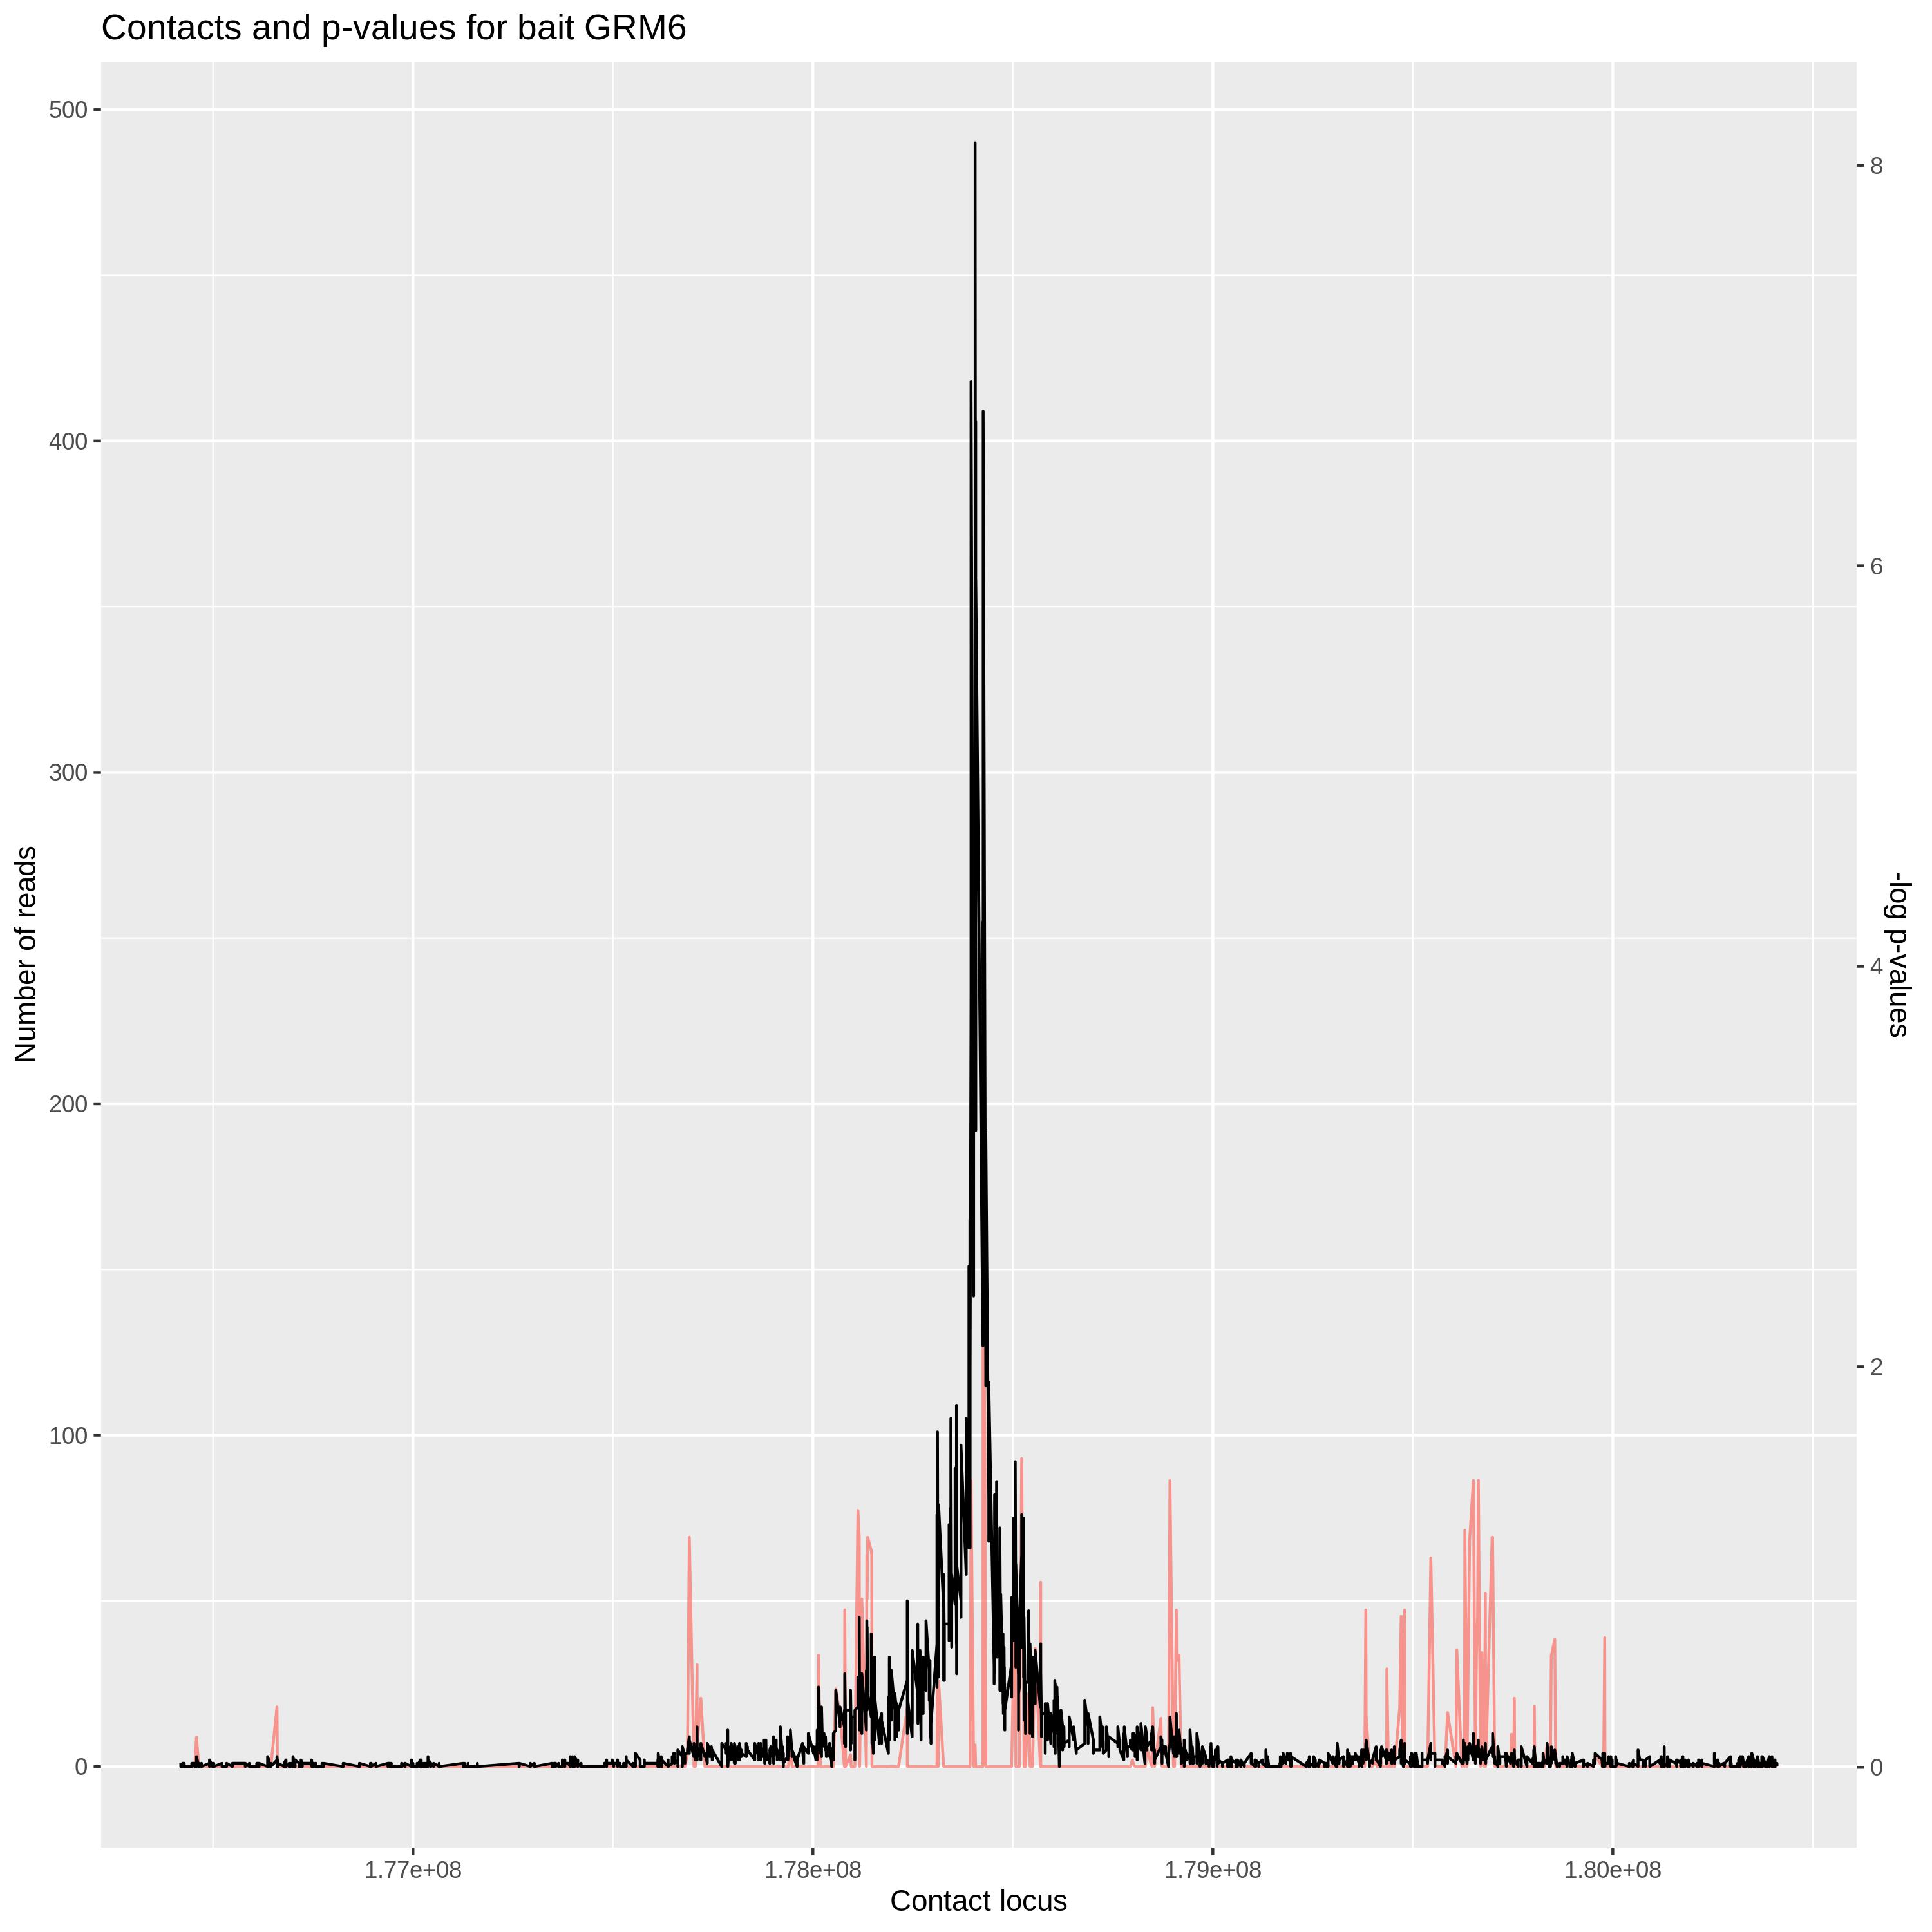 Contacts and p-values for bait GRM6
500
400
300
200
100
0
8
6
4
2
0
Number of reads
-log p-values
1.77e+08
1.78e+08
1.79e+08
1.80e+08
Contact locus